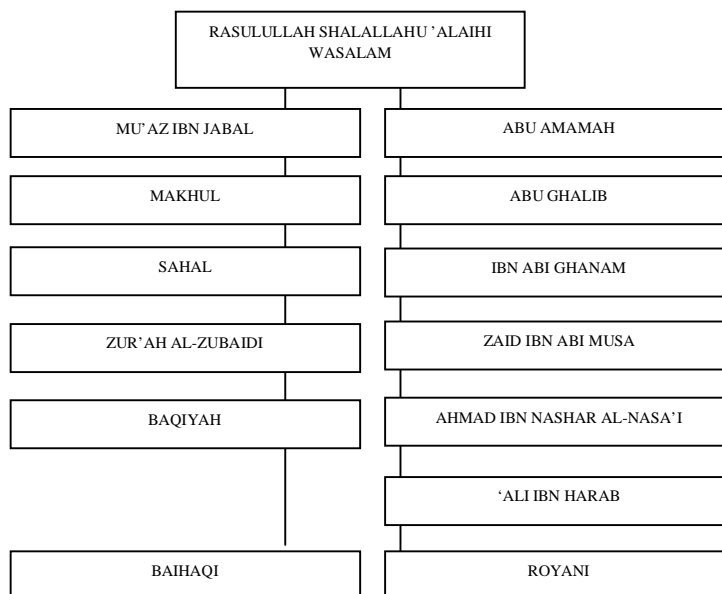 RASULULLAH SHALALLAHU ’ALAIHI
WASALAM
MU’AZ IBN JABAL
ABU AMAMAH
MAKHUL
ABU GHALIB
SAHAL
IBN ABI GHANAM
ZUR’AH AL-ZUBAIDI
ZAID IBN ABI MUSA
BAQIYAH
AHMAD IBN NASHAR AL-NASA’I
‘ALI IBN HARAB
BAIHAQI
ROYANI